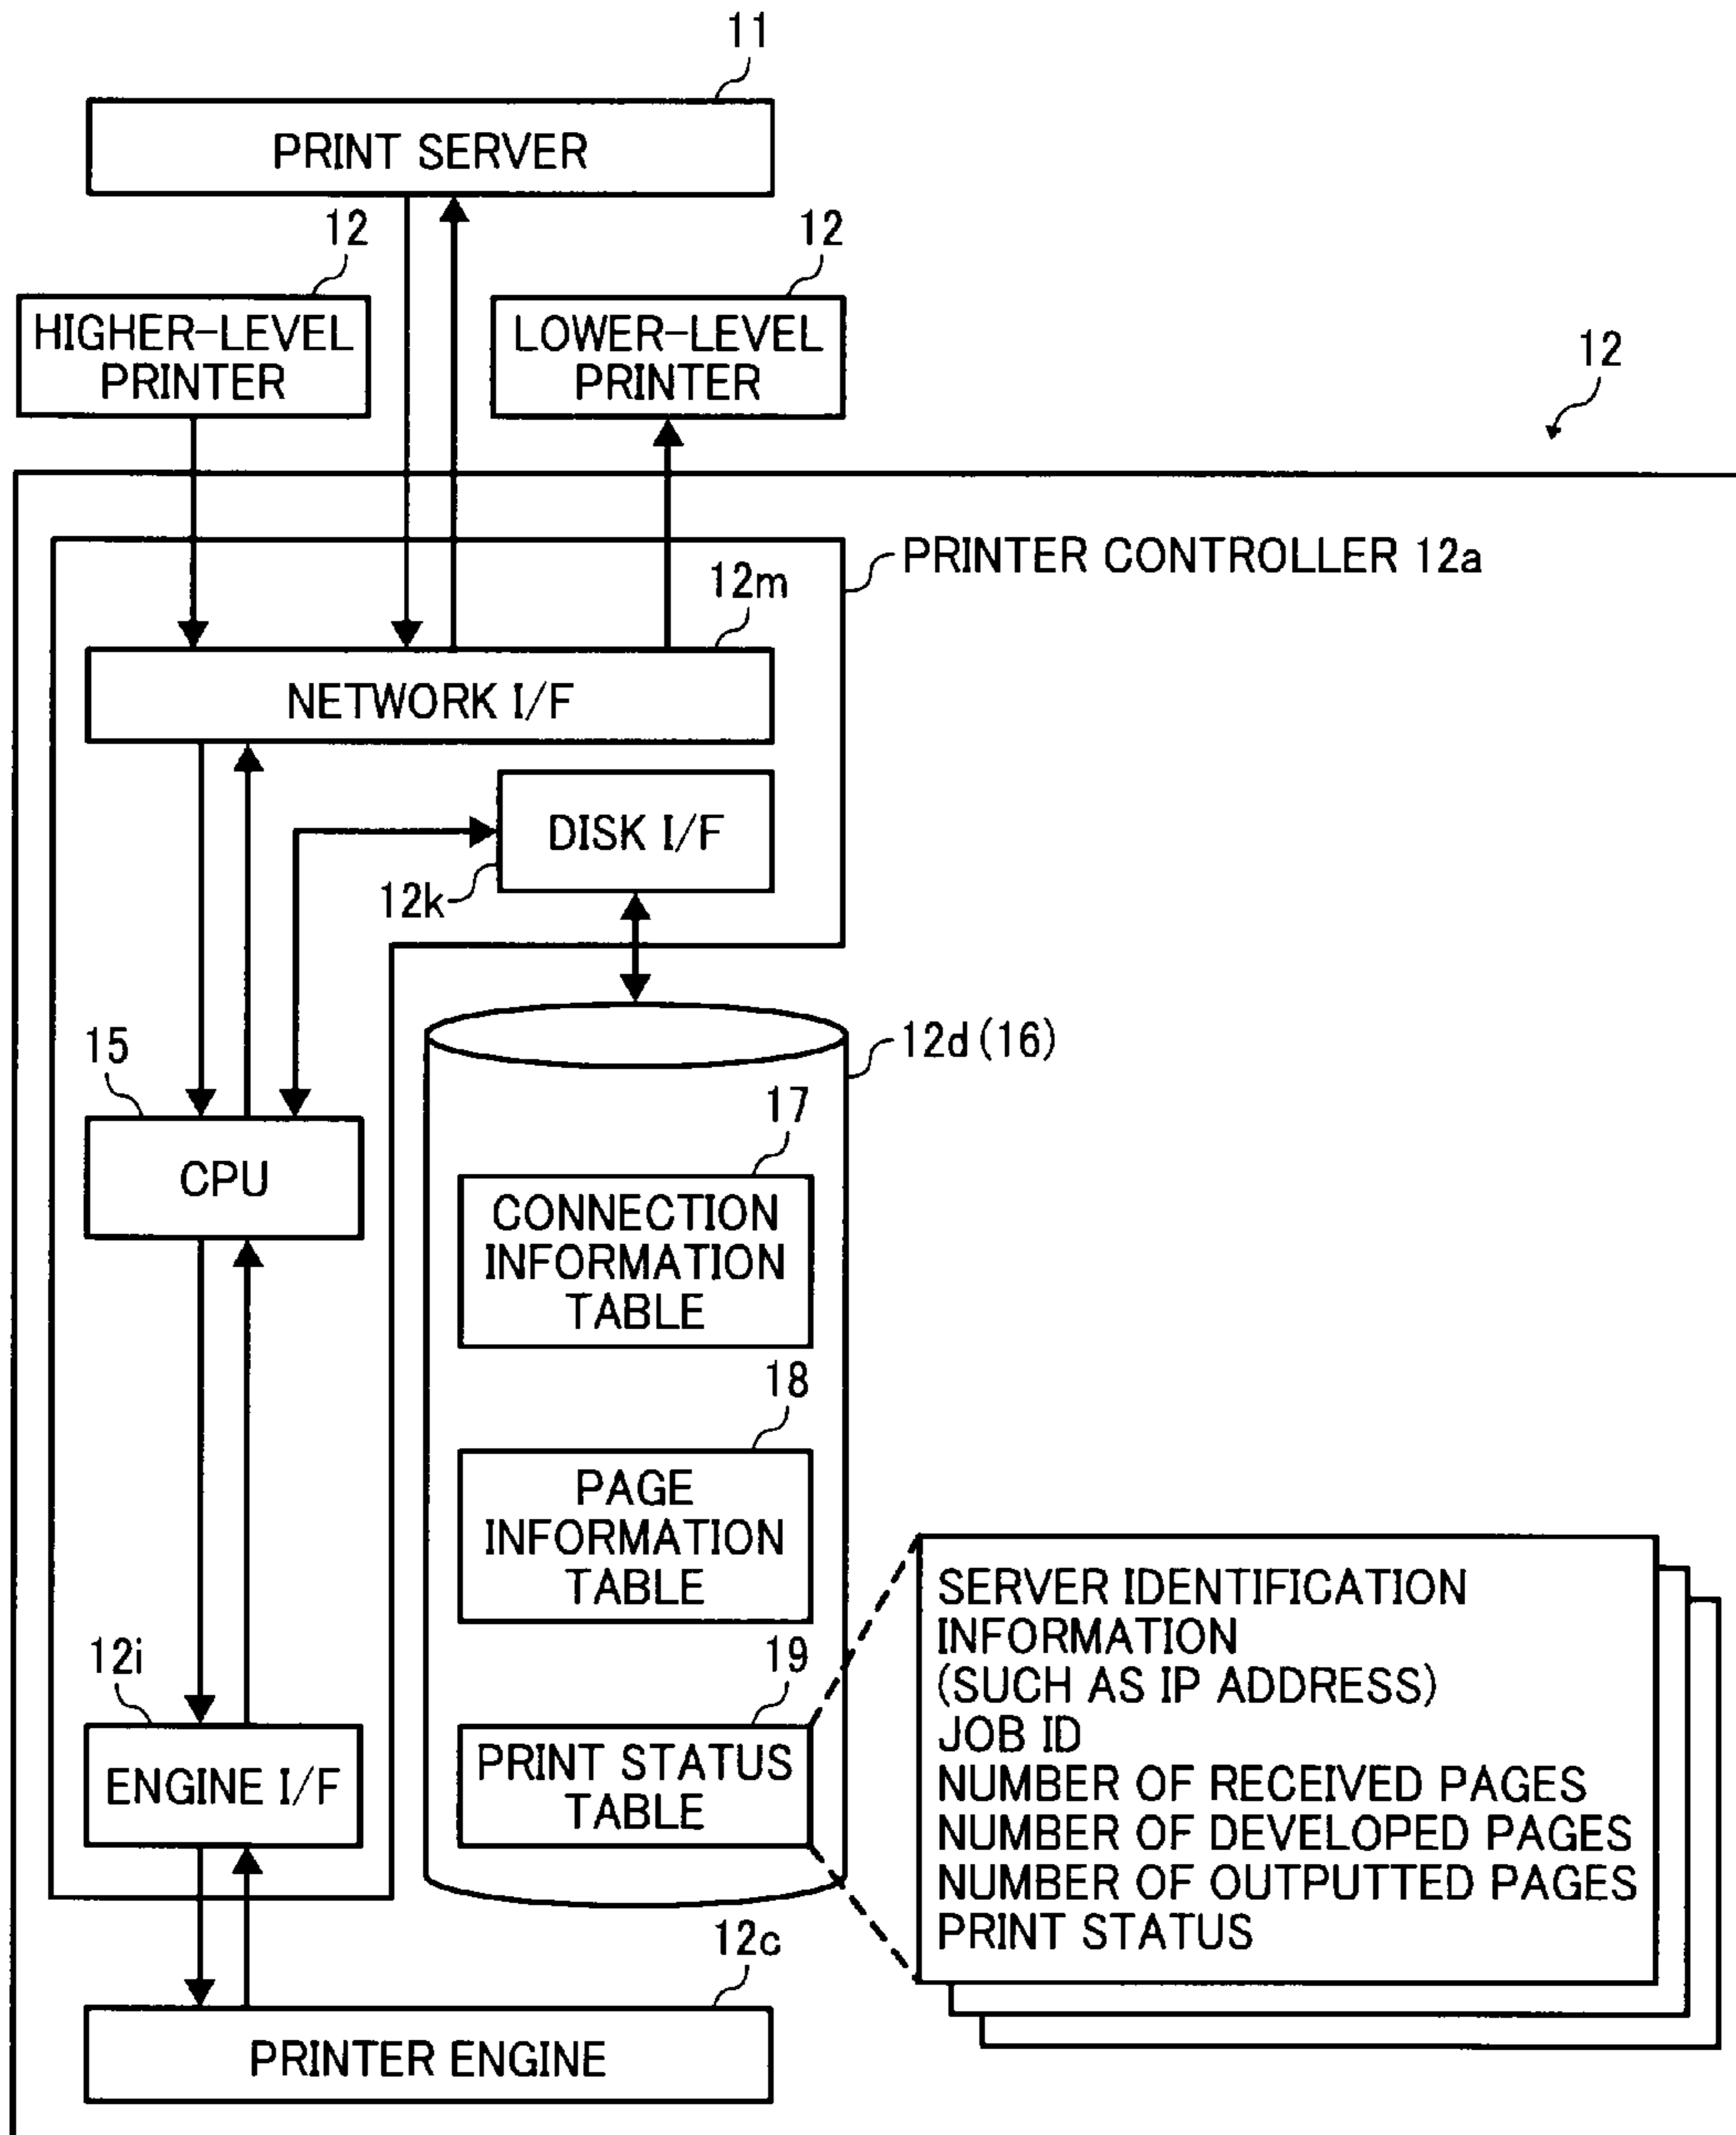 11
PRINT SERVER
12
12
HIGHER-LEVEL
PRINTER
LOWER-LEVEL
PRINTER
12
PRINTER CONTROLLER 12a
12m
NETWORK I/F
DISK I/F
12k
15
12d (16)
17
CPU
CONNECTION
INFORMATION
TABLE
18
PAGE
INFORMATION
TABLE
12i
19
ENGINE I/F
PRINT STATUS
TABLE
SERVER IDENTIFICATION
INFORMATION
(SUCH AS IP ADDRESS)
JOB ID
NUMBER OF RECEIVED PAGES
NUMBER OF DEVELOPED PAGES
NUMBER OF OUTPUTTED PAGES
PRINT STATUS
12c
PRINTER ENGINE